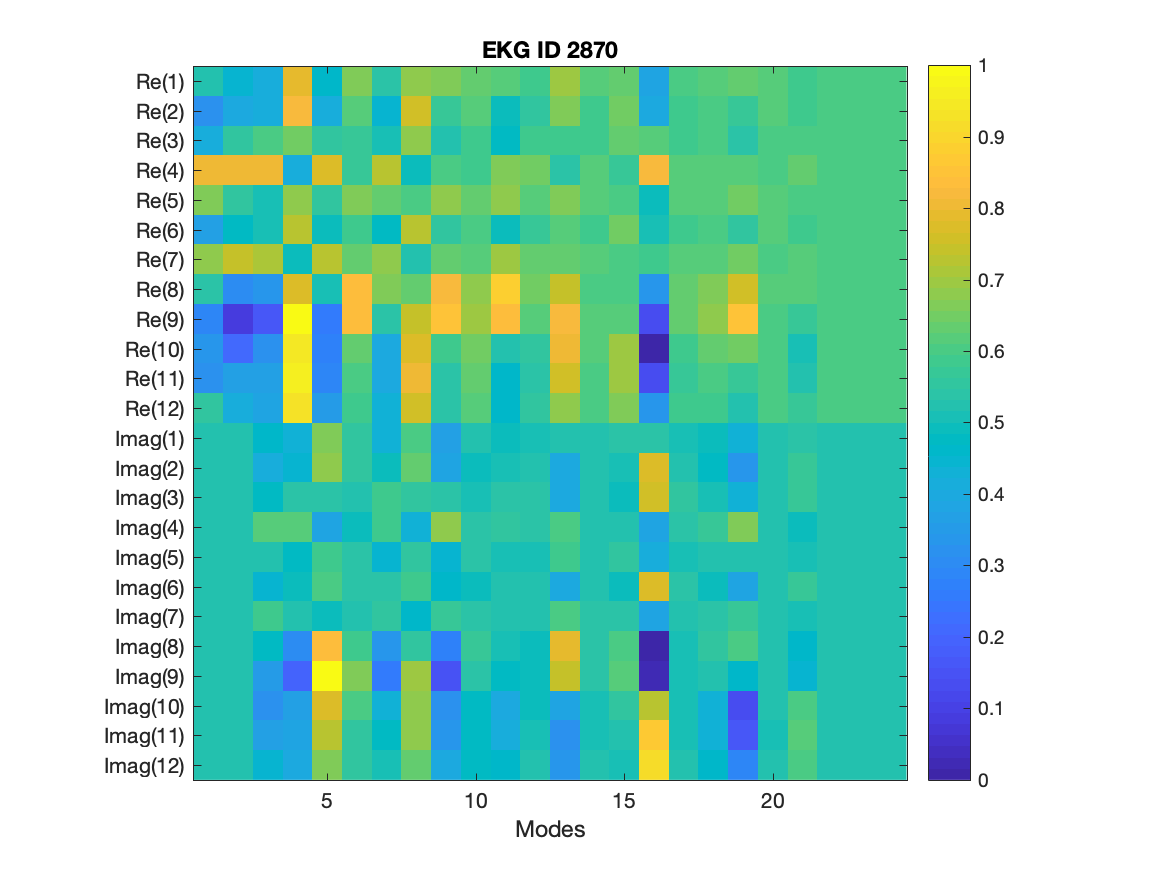 EKG ID 2870
Re(1)
Re(2)
Re(3)
Re(4)
Re(5)
Re(6)
Re(7)
Re(8)
Re(9)
Re(10)
Re(11)
Re(12)
Imag(1)
Imag(2)
Imag(3)
Imag(4)
Imag(5)
Imag(6)
Imag(7)
Imag(8)
Imag(9)
Imag(10)
Imag(11)
Imag(12)
5 10 15 20
Modes
1
0.9
0.8
0.7
0.6
0.5
0.4
0.3
0.2
0.1
0